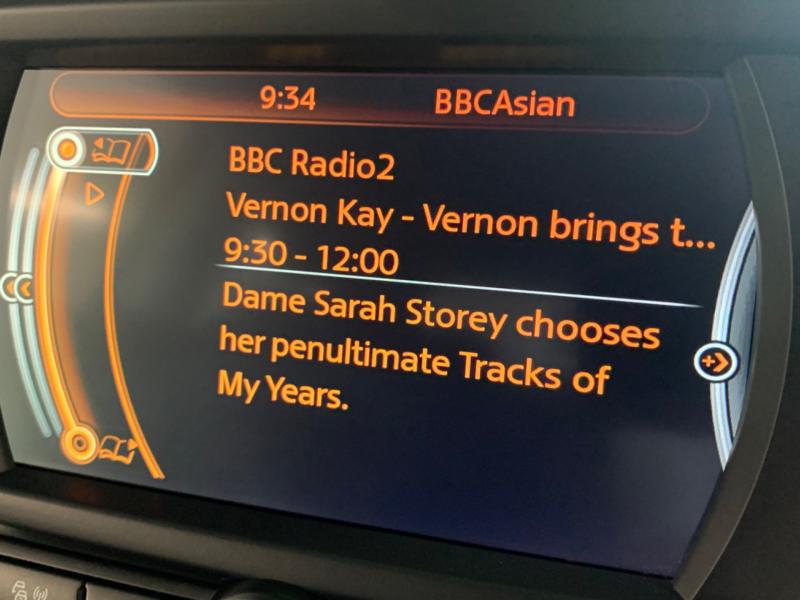 9:34 BBCAsian
BBC Radio2
Vernon Kay - Vernon brings t...
9:30 - 12:00
Dame Sarah Storey chooses
her penultimate Tracks of
My Years.